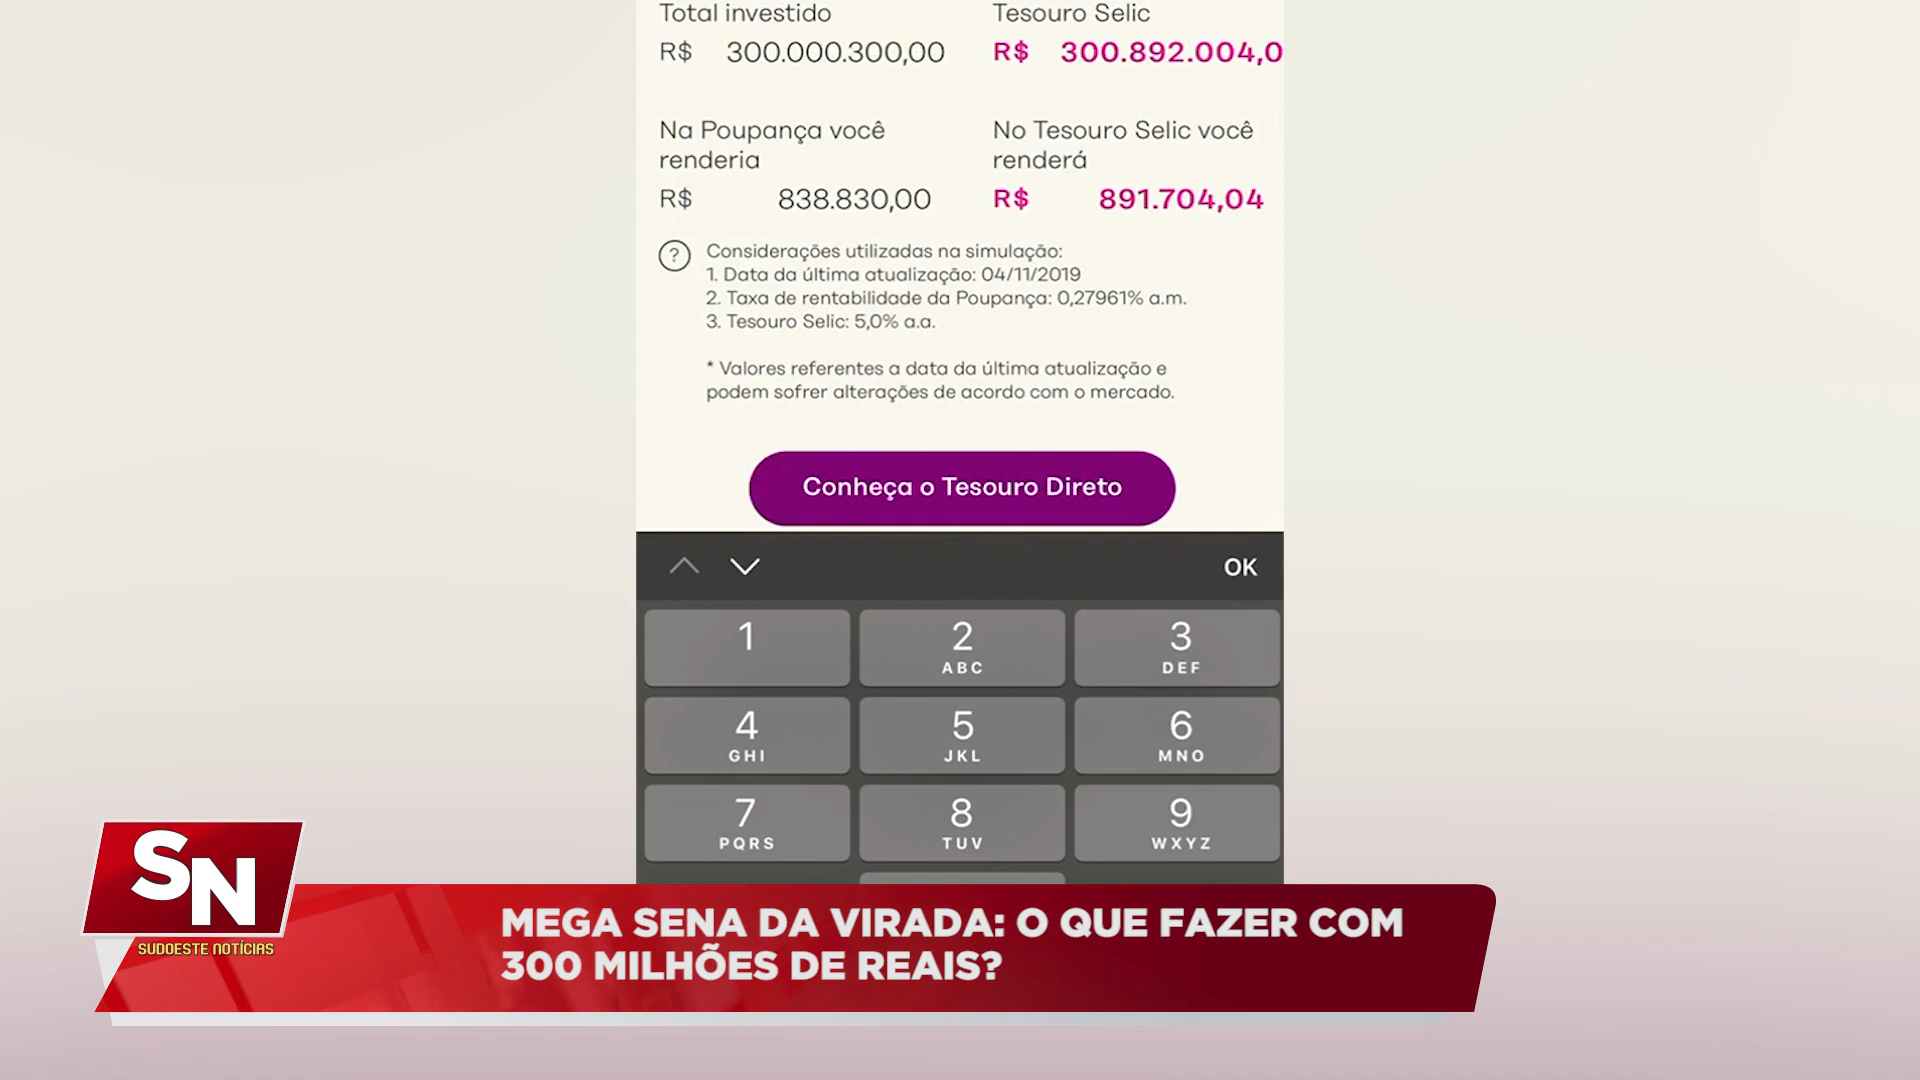 Total investido
R$ 300.000.300,00
Tesouro Selic
R$ 300.892.004,0
Na Poupança você
renderia
R$ 838.830,00
No Tesouro Selic você
renderá
R$ 891.704,04
? Considerações utilizadas na simulação:
1. Data da última atualização: 04/11/2019
2. Taxa de rentabilidade da Poupança: 0,27961% a.m.
3. Tesouro Selic: 5,0% a.a.
* Valores referentes a data da última atualização e
podem sofrer alterações de acordo com o mercado.
Conheça o Tesouro Direto
OK
1 2 3
ABC DEF
4 5 6
GHI JKL MNO
7 8 9
PQRS TUV WXYZ
SN
SUDOESTE NOTÍCIAS
MEGA SENA DA VIRADA: O QUE FAZER COM
300 MILHÕES DE REAIS?